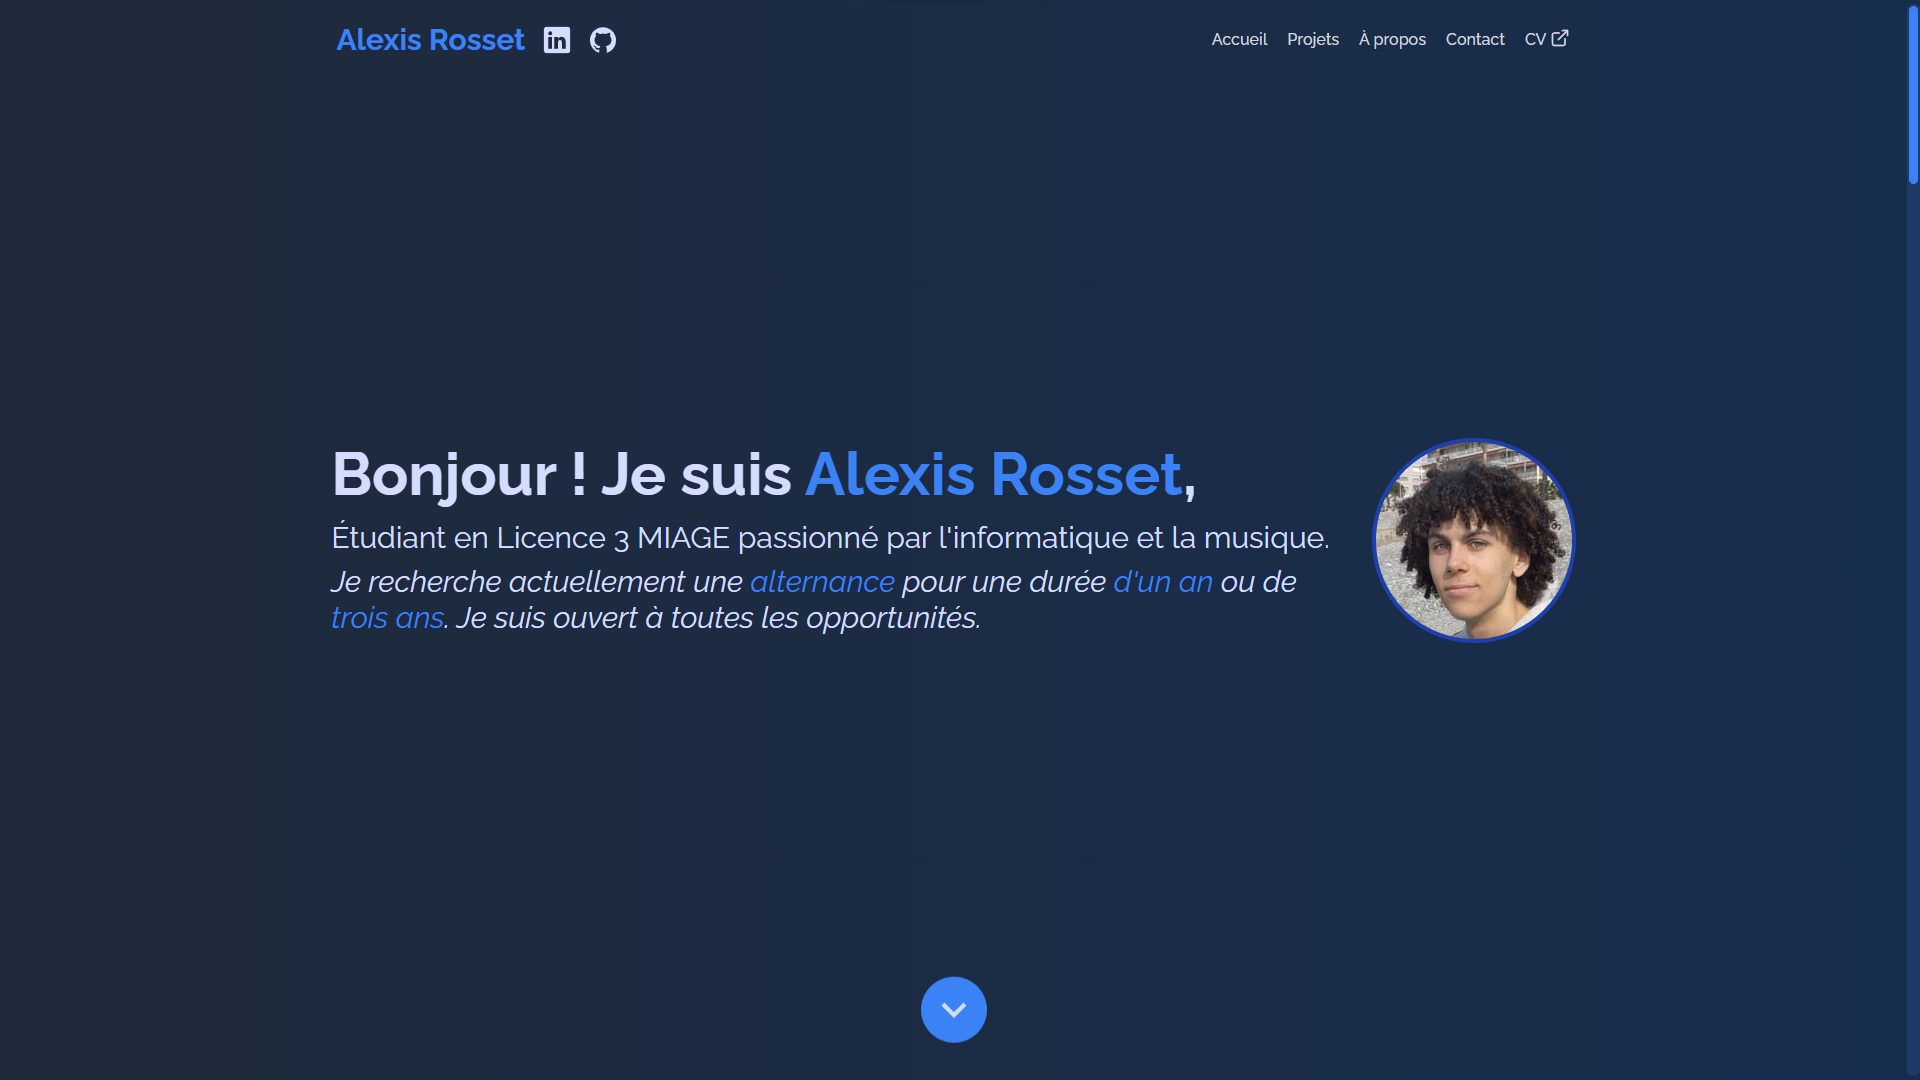 Alexis Rosset
Accueil Projets À propos Contact CV
Bonjour ! Je suis Alexis Rosset,
Étudiant en Licence 3 MIAGE passionné par l'informatique et la musique.
Je recherche actuellement une alternance pour une durée d'un an ou de
trois ans. Je suis ouvert à toutes les opportunités.